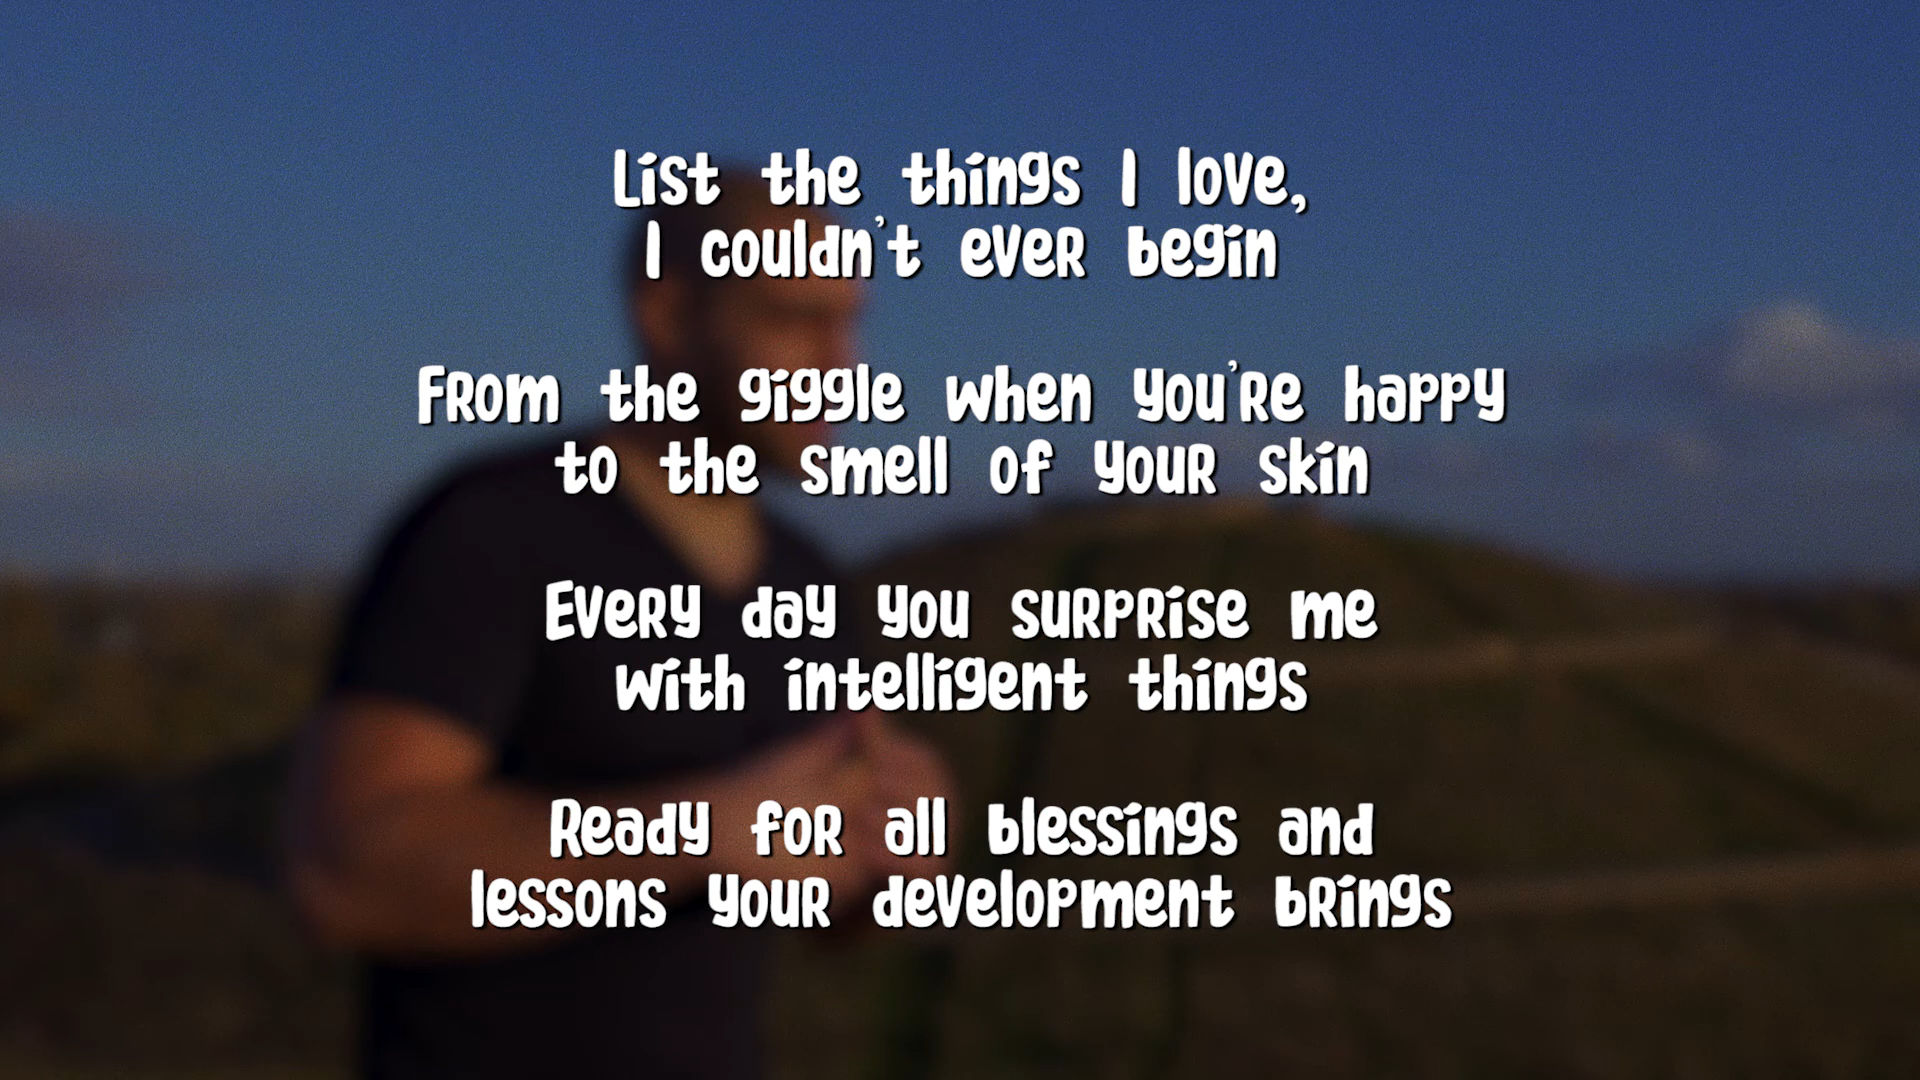 List the things I love,
I couldn't ever begin
From the giggle when you're happy
to the smell of your skin
Every day you surprise me
with intelligent things
Ready for all blessings and
lessons your development brings